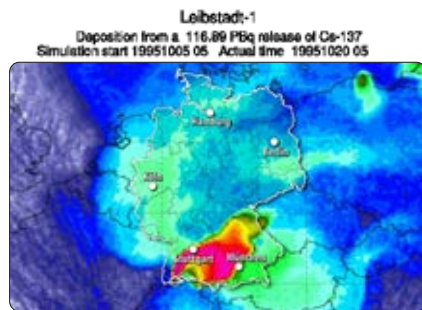 Leibstadt-1
Deposition from a 116.89 PBq release of Cs-137
Simulation start 19951005 05 Actual time 19951020 05
Hamburg
Berlin
Köln
Stuttgart
München